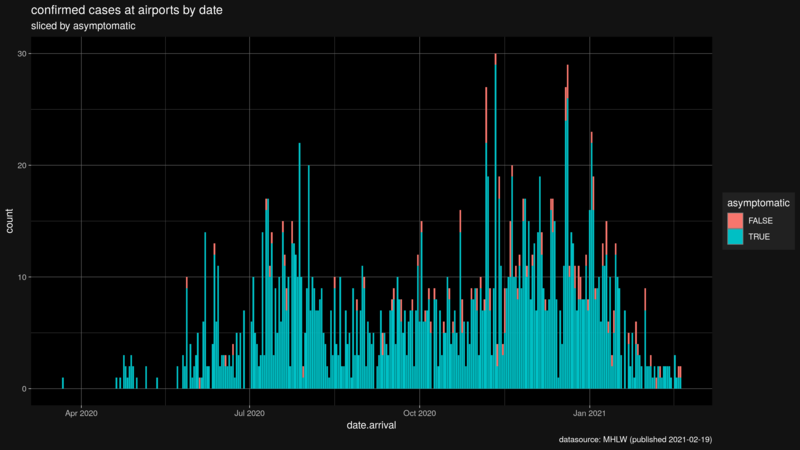 confirmed cases at airports by date
sliced by asymptomatic
30
20
10
0
count
Apr 2020
Jul 2020
Oct 2020
Jan 2021
date.arrival
asymptomatic
FALSE
TRUE
datasource: MHLW (published 2021-02-19)